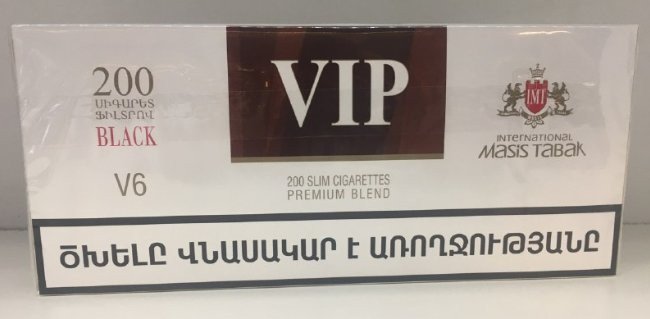 200
ՍԻԳԱՐԵՏ
ՖԻԼՏՐՈՎ
BLACK
V6
VIP
200 SLIM CIGARETTES
PREMIUM BLEND
IMT
INTERNATIONAL
MASIS TABAK
ԾԽԵԼԸ ՎՆԱՍԱԿԱՐ Է ԱՌՈՂՋՈՒԹՅԱՆԸ